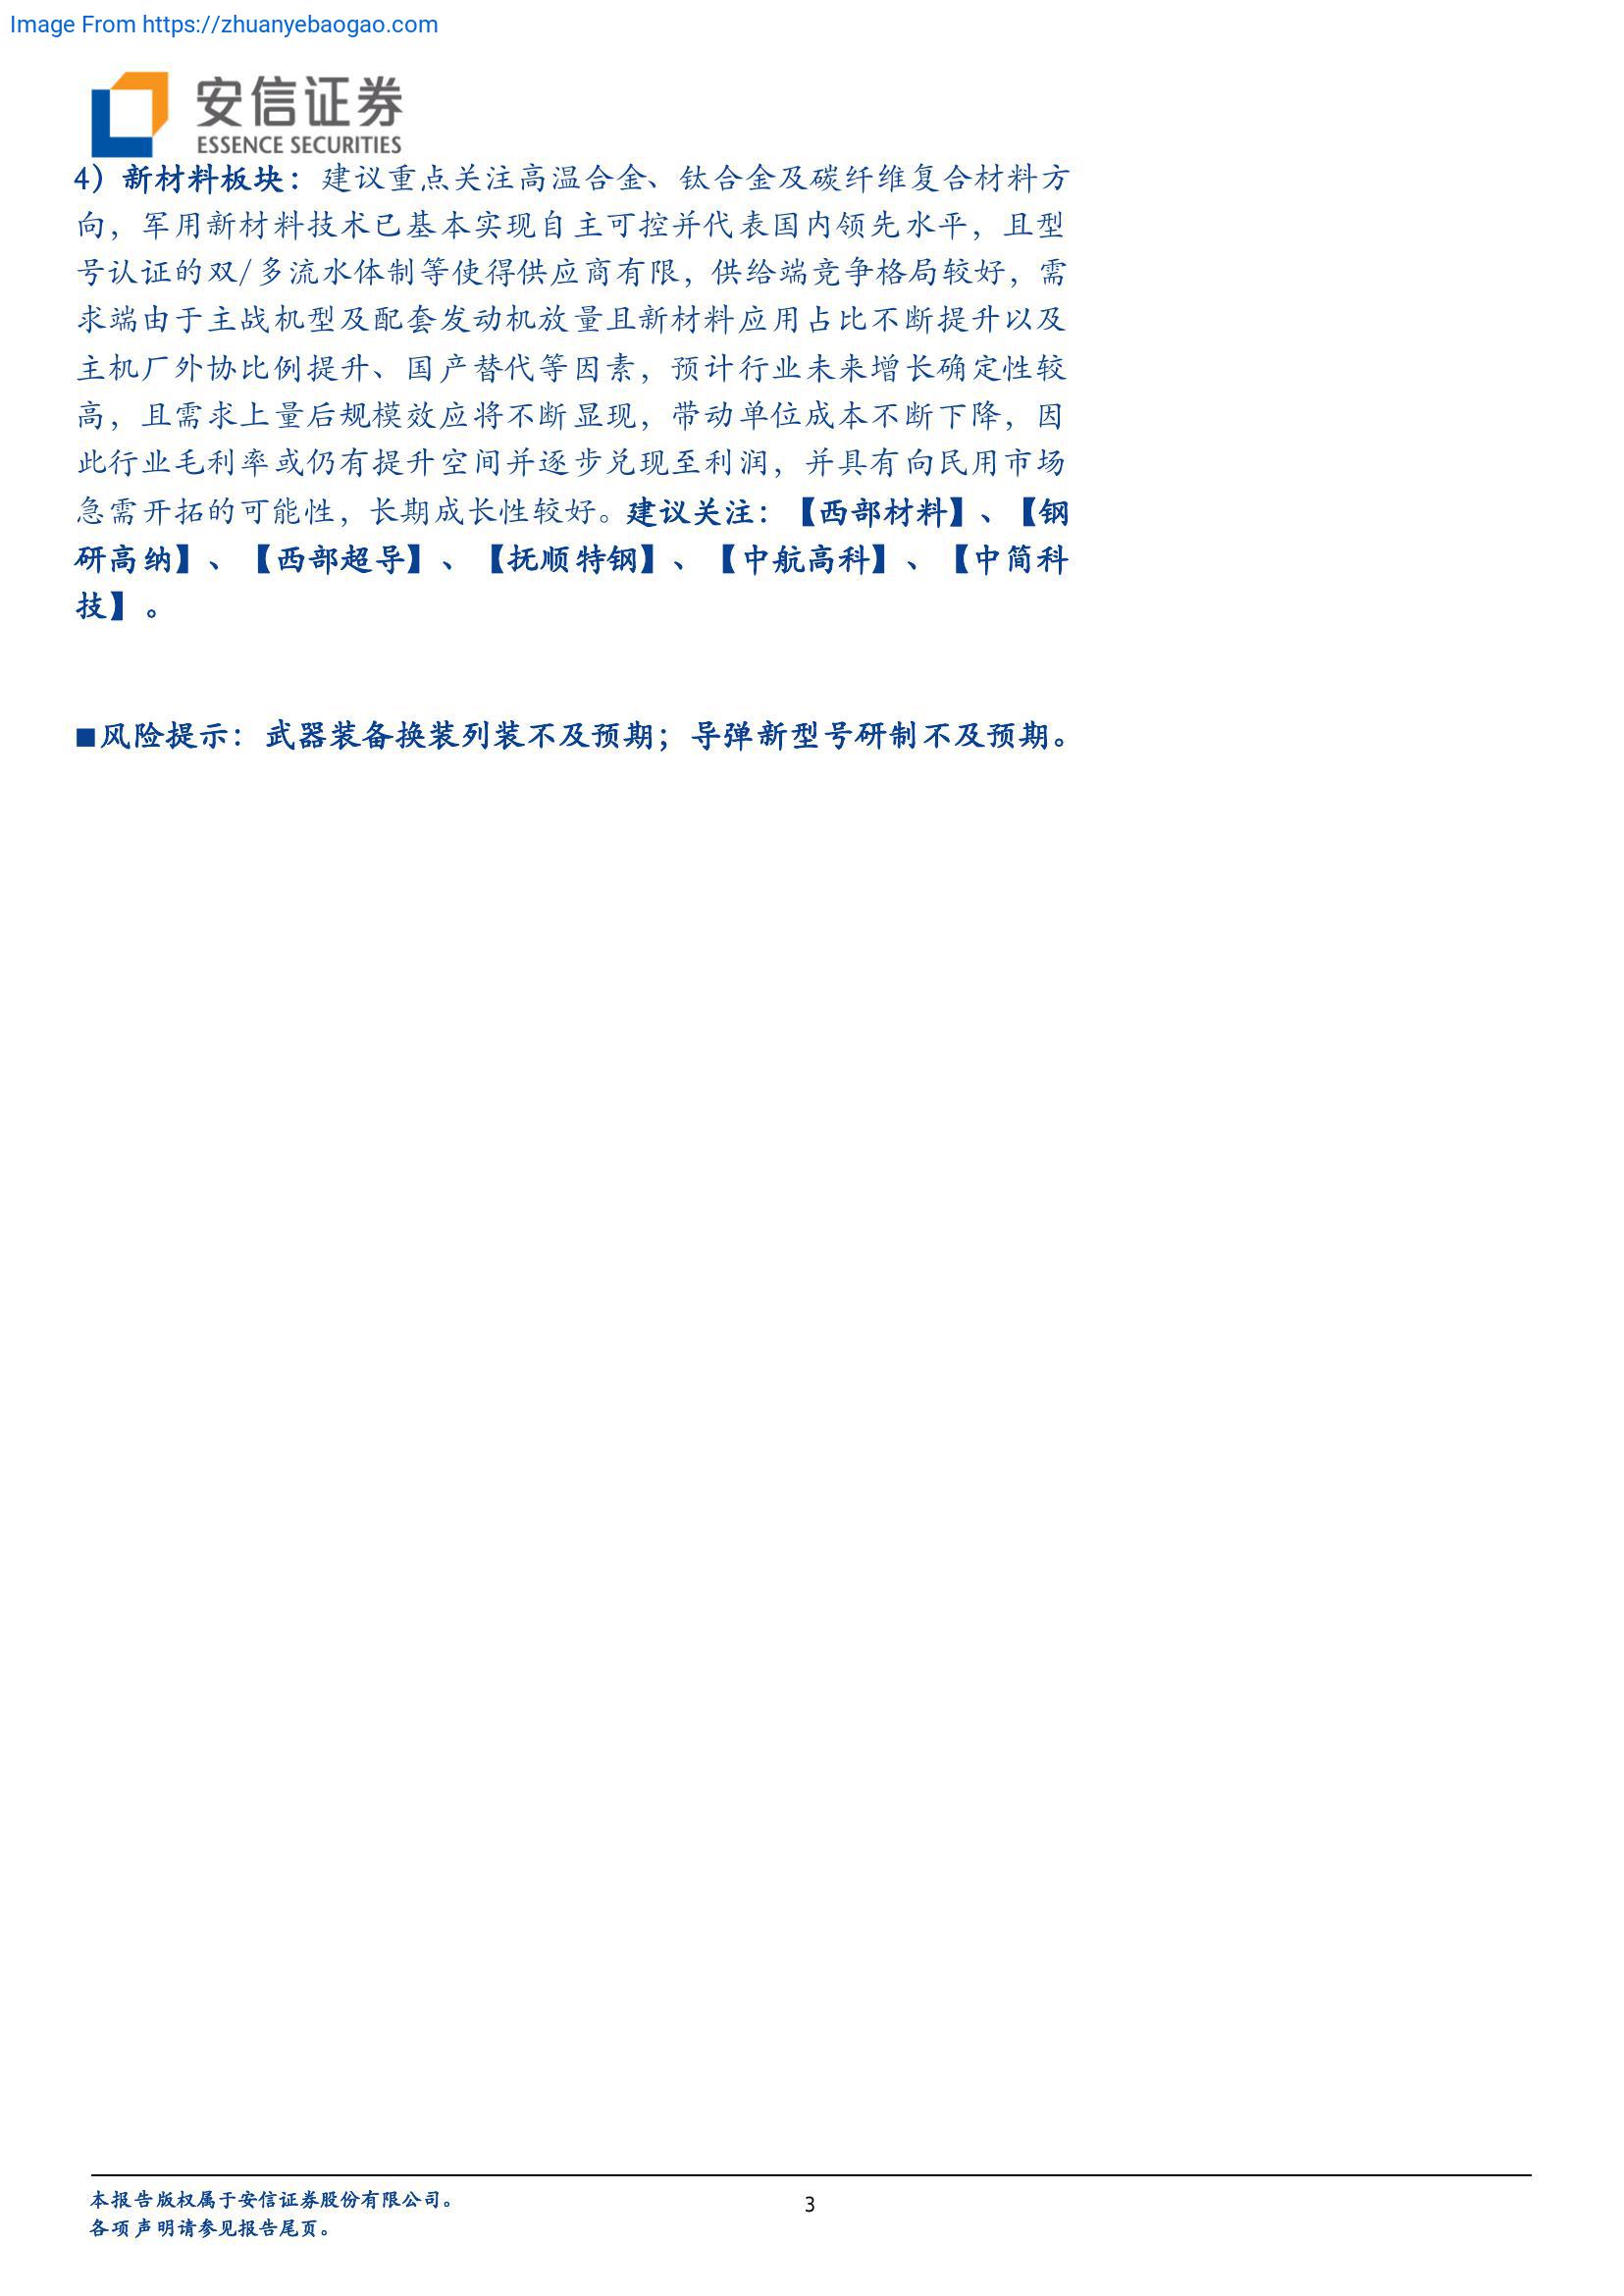 Image From https://zhuanyebaogao.com
安信证券
ESSENCE SECURITIES
4）新材料板块：建议重点关注高温合金、钛合金及碳纤维复合材料方
向，军用新材料技术已基本实现自主可控并代表国内领先水平，且型
号认证的双/多流水体制等使得供应商有限，供给端竞争格局较好，需
求端由于主战机型及配套发动机放量且新材料应用占比不断提升以及
主机厂外协比例提升、国产替代等因素，预计行业未来增长确定性较
高，且需求上量后规模效应将不断显现，带动单位成本不断下降，因
此行业毛利率或仍有提升空间并逐步兑现至利润，并具有向民用市场
急需开拓的可能性，长期成长性较好。建议关注：【西部材料】、【钢
研高纳】、【西部超导】、【抚顺特钢】、【中航高科】、【中简科
技】。
■风险提示：武器装备换装列装不及预期；导弹新型号研制不及预期。
本报告版权属于安信证券股份有限公司。
3
各项声明请参见报告尾页。